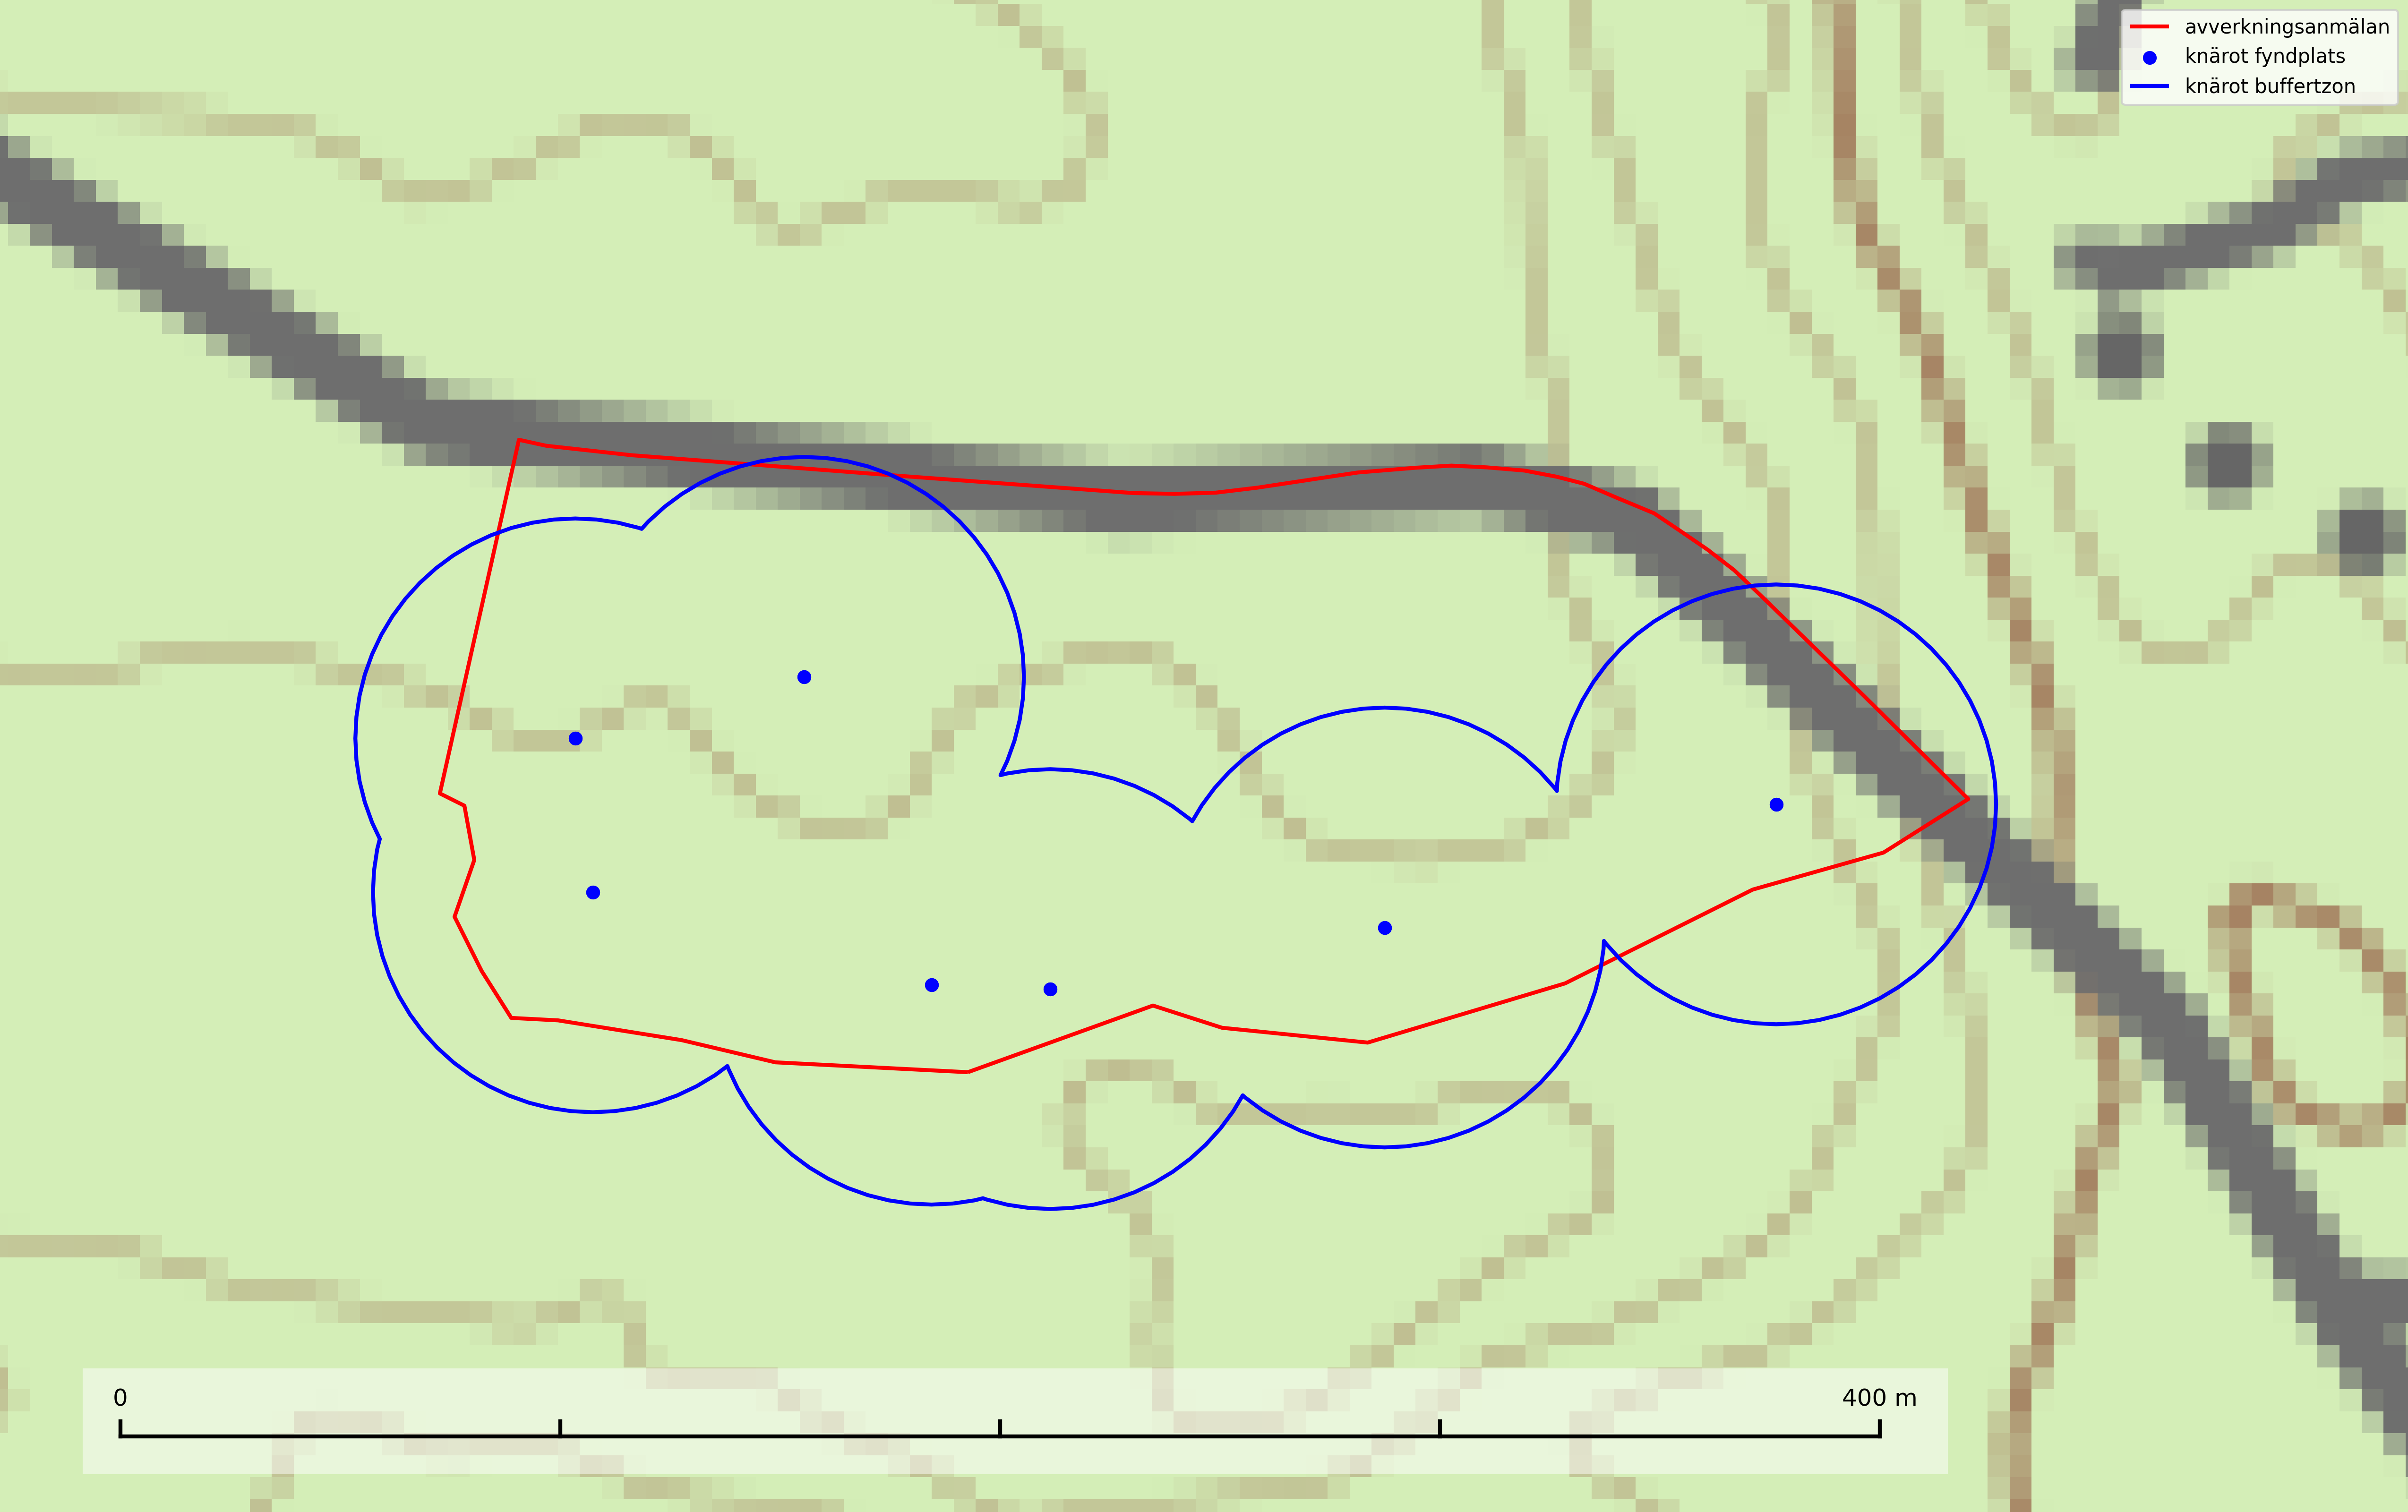 avverkningsanmälan
knärot fyndplats
knärot buffertzon
0
400 m